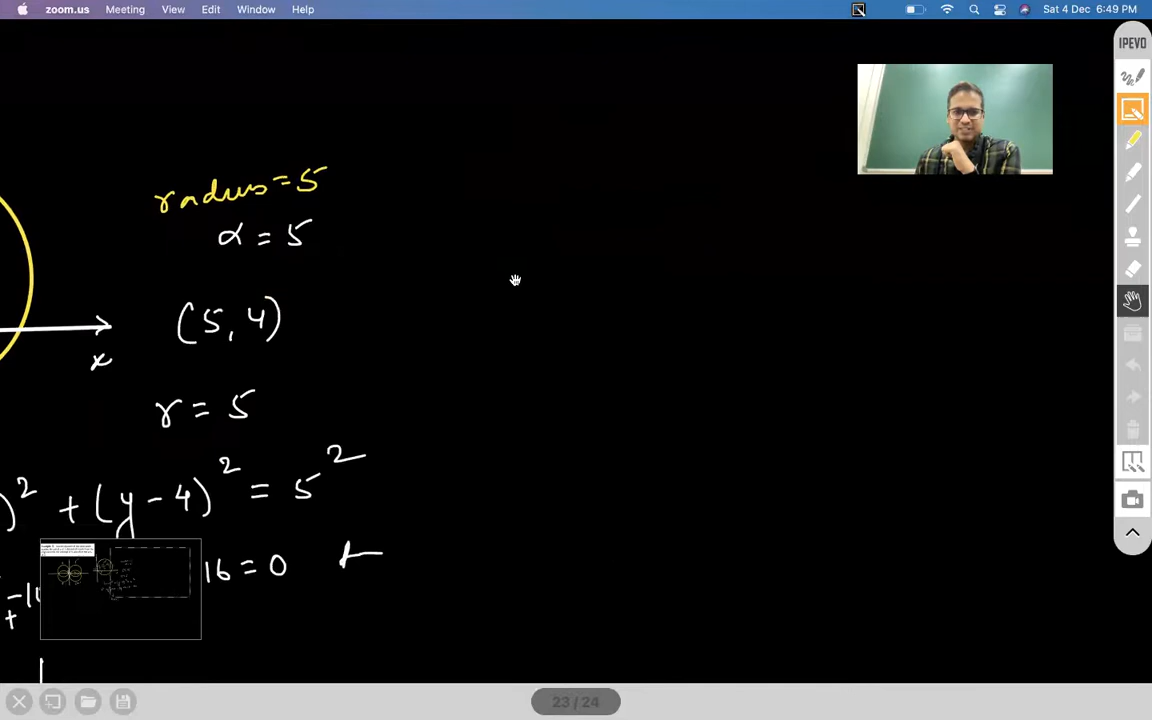 zoom.us Meeting View Edit Window Help Sat 4 Dec 6:49 PM
IPEVO
radius = 5
α = 5
(5, 4)
x
r = 5
)² + (y - 4)² = 5²
16 = 0
+
23 / 24